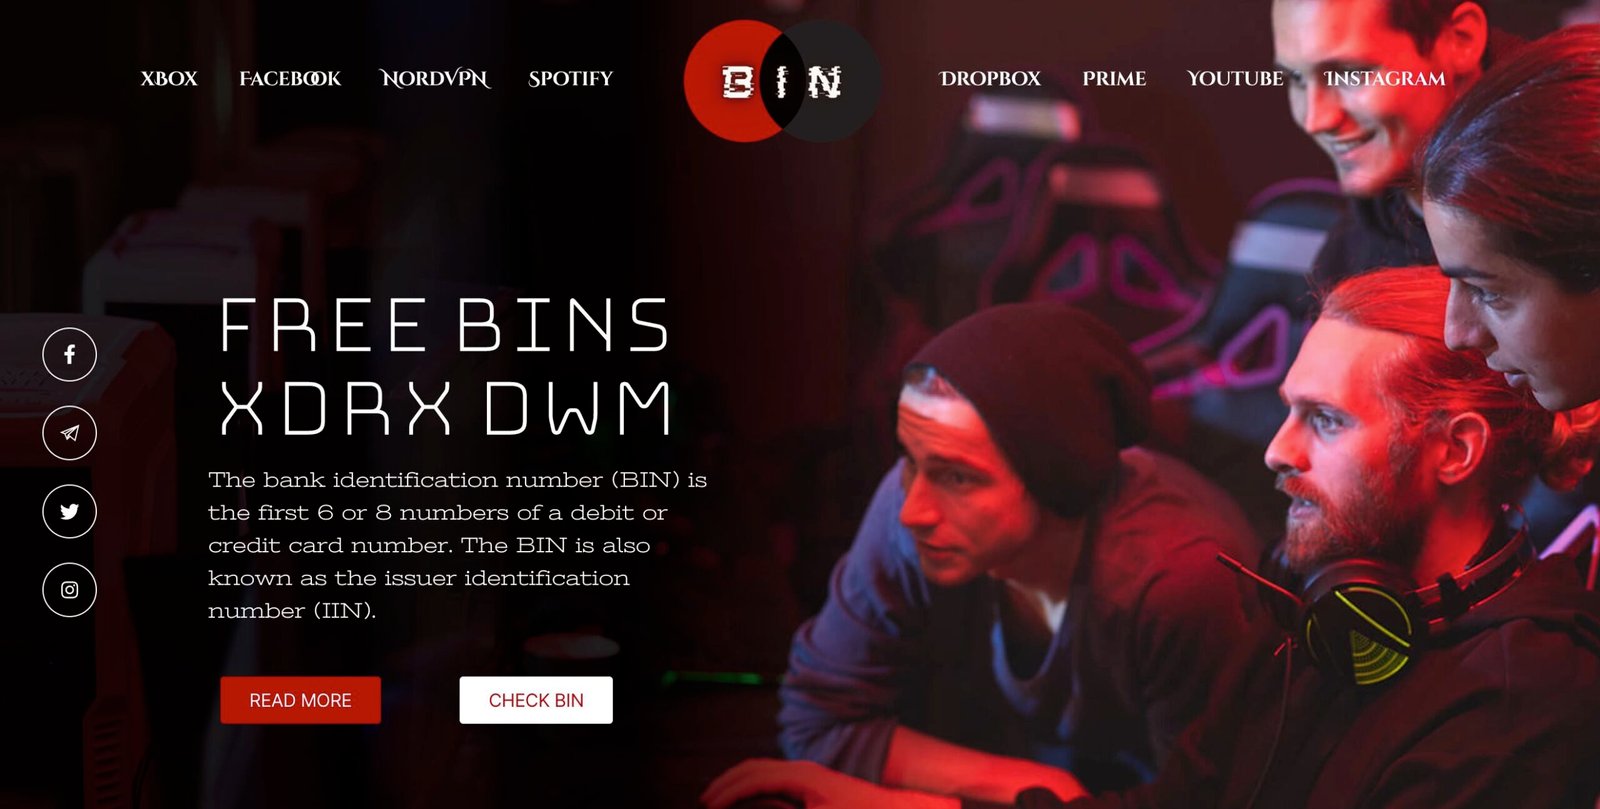 XBOX FACEBOOK NORDVPN SPOTIFY BIN DROPBOX PRIME YOUTUBE INSTAGRAM
FREE BINS
XDRX DWM
The bank identification number (BIN) is
the first 6 or 8 numbers of a debit or
credit card number. The BIN is also
known as the issuer identification
number (IIN).
READ MORE CHECK BIN